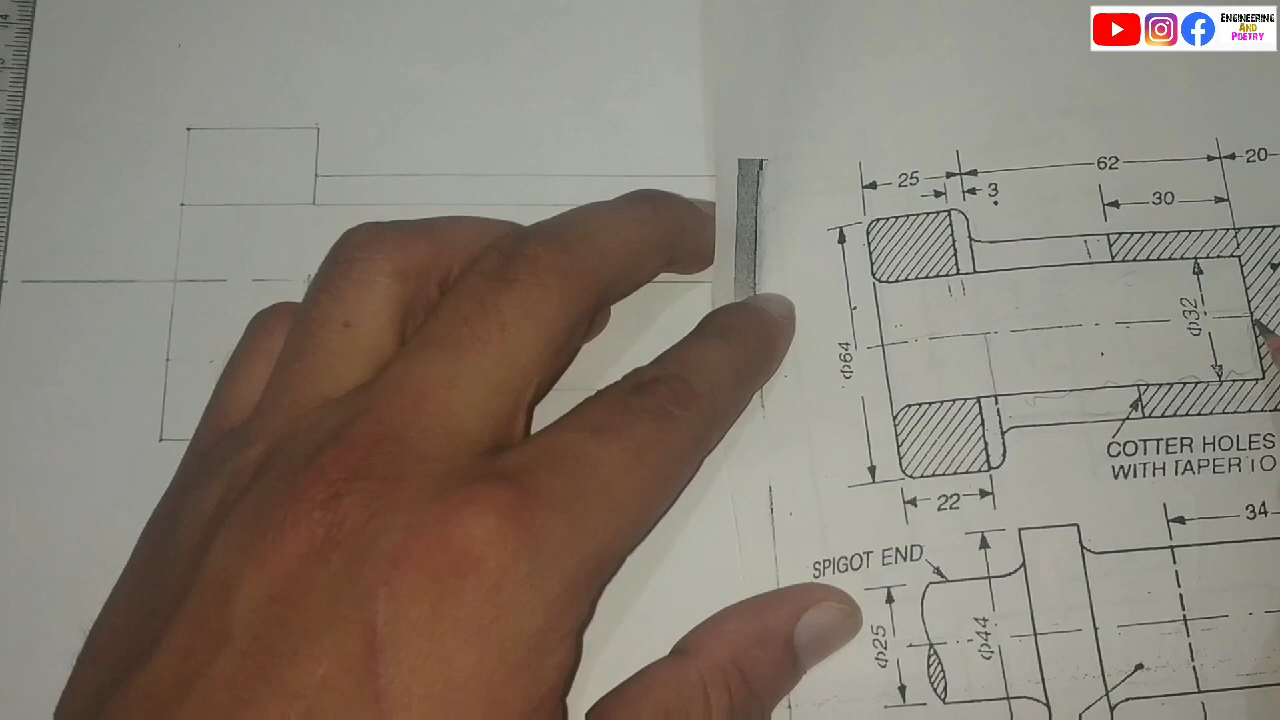 ENGINEERING
AND
POETRY
62
20
25
3
30
Φ32
Φ64
COTTER HOLES
WITH TAPER 1O
22
34
SPIGOT END
Φ25
Φ44